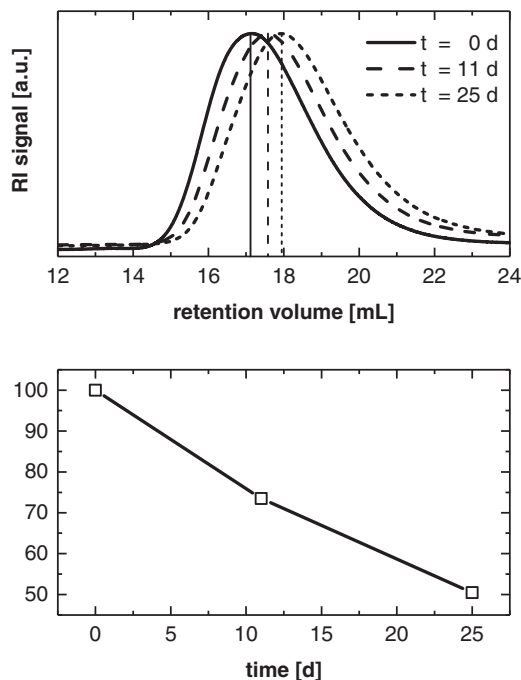 t = 0 d
t = 11 d
t = 25 d
RI signal [a.u.]
12 14 16 18 20 22 24
retention volume [mL]
100
90
80
70
60
50
0 5 10 15 20 25
time [d]